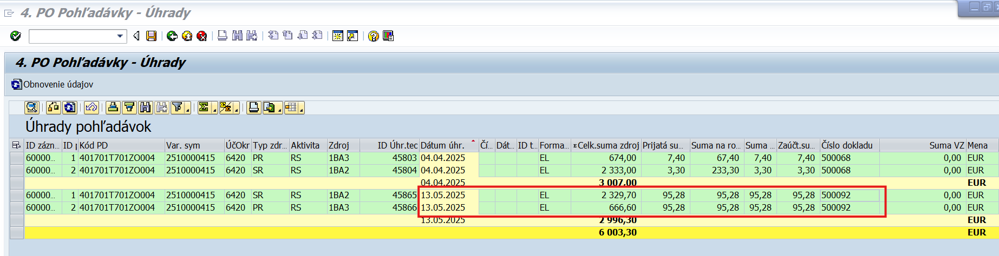 4. PO Pohľadávky - Úhrady
4. PO Pohľadávky - Úhrady
Obnovenie údajov
Úhrady pohľadávok
ID zázn... ID p Kód PD Var. sym ÚčOkr Typ zdr... Aktivita Zdroj ID Úhr.tec Dátum úhr. Čí... Dát... ID t... Forma... ΣCelk.suma zdroj Prijatá su... Suma na ro... Suma ... Zaúčt.su... Číslo dokladu Suma VZ Mena
60000... 1 401701T701ZO004 2510000415 6420 PR RS 1BA3 45803 04.04.2025 EL 674,00 7,40 67,40 7,40 7,40 500068 0,00 EUR
60000... 2 401701T701ZO004 2510000415 6420 SR RS 1BA2 45804 04.04.2025 EL 2 333,00 3,30 233,30 3,30 3,30 500068 0,00 EUR
04.04.2025 3 007,00 EUR
60000... 1 401701T701ZO004 2510000415 6420 SR RS 1BA2 45865 13.05.2025 EL 2 329,70 95,28 95,28 95,28 95,28 500092 0,00 EUR
60000... 2 401701T701ZO004 2510000415 6420 PR RS 1BA3 45866 13.05.2025 EL 666,60 95,28 95,28 95,28 95,28 500092 0,00 EUR
13.05.2025 2 996,30 EUR
6 003,30 EUR